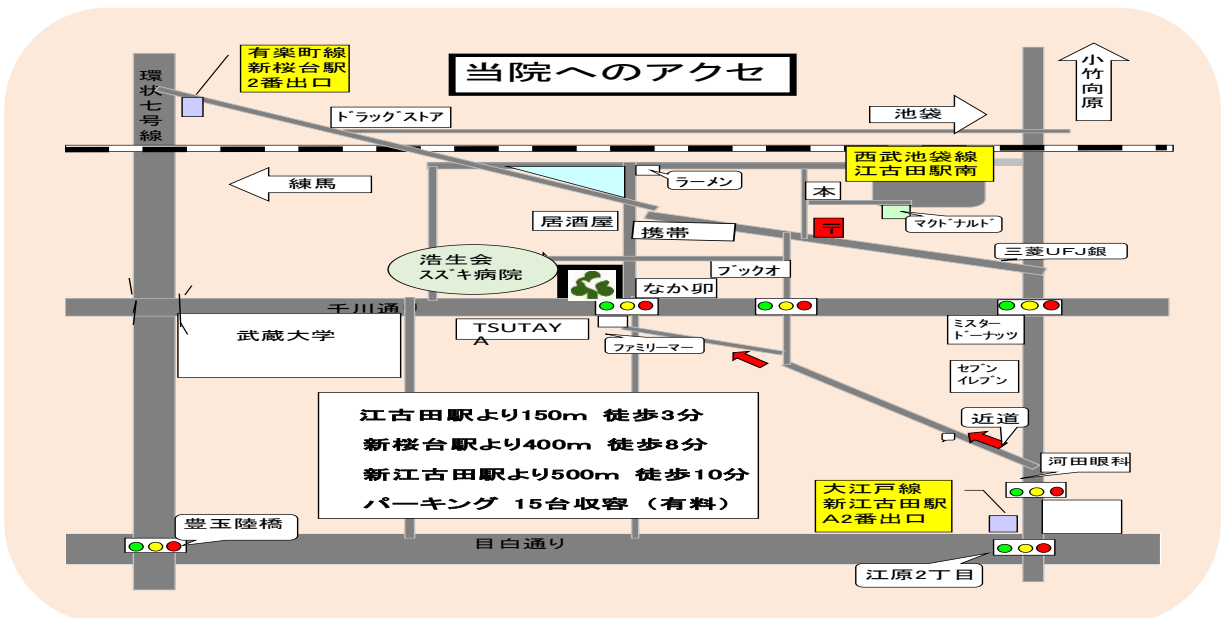 有楽町線
新桜台駅
2番出口
当院へのアクセ
小竹向原
環状七号線
ドラッグストア
池袋
西武池袋線
江古田駅南
練馬
ラーメン
本
居酒屋
携帯
〒
マクドナルド
三菱UFJ銀
浩生会
スズキ病院
ブックオ
なか卯
千川通り
武蔵大学
TSUTAY
A
ファミリーマー
ミスター
ドーナッツ
セブン
イレブン
江古田駅より150m 徒歩3分
新桜台駅より400m 徒歩8分
新江古田駅より500m 徒歩10分
パーキング 15台収容（有料）
近道
河田眼科
大江戸線
新江古田駅
A2番出口
豊玉陸橋
目白通り
江原2丁目